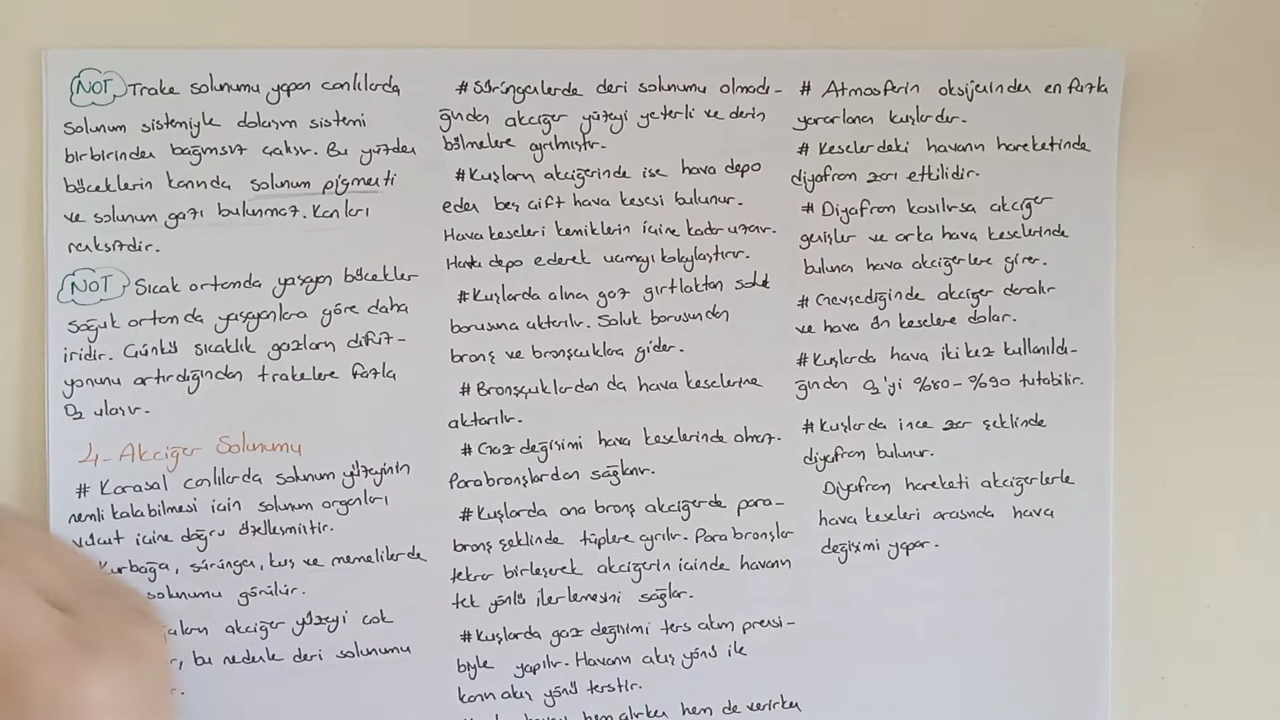 NOT Trake solunumu yapan canlılarda
solunum sistemiyle dolaşım sistemi
birbirinden bağımsız çalışır. Bu yüzden
böceklerin kanında solunum pigmenti
ve solunum gazı bulunmaz. Kanları
renksizdir.
NOT Sıcak ortamda yaşayan böcekler
soğuk ortamda yaşayanlara göre daha
iridir. Çünkü sıcaklık gazların difüz-
yonunu artırdığından trakelere fazla
O₂ ulaşır.
4- Akciğer Solunumu
# Karasal canlılarda solunum yüzeyinin
nemli kalabilmesi için solunum organları
vücut içine doğru özelleşmiştir.
Kurbağa, sürüngen, kuş ve memelilerde
solunumu görülür.
akciğer yüzeyi çok
bu nedenle deri solunumu
# Sürüngenlerde deri solunumu olmadı-
ğından akciğer yüzeyi yeterli ve derin
bölmelere ayrılmıştır.
# Kuşların akciğerinde ise hava depo
eden beş çift hava kesesi bulunur.
Hava keseleri kemiklerin içine kadar uzanır.
Hava depo ederek uçmayı kolaylaştırır.
# Kuşlarda alınan gaz gırtlaktan soluk
borusuna aktarılır. Soluk borusundan
bronş ve bronşcuklara gider.
# Bronşçuklardan da hava keselerine
aktarılır.
# Gaz değişimi hava keselerinde olmaz.
Parabronşlardan sağlanır.
# Kuşlarda ana bronş akciğerde para-
bronş şeklinde tüplere ayrılır. Parabronşlar
tekrar birleşerek akciğerin içinde havanın
tek yönlü ilerlemesini sağlar.
# Kuşlarda gaz değişimi ters akım prensi-
biyle yapılır. Havanın akış yönü ile
kanın akış yönü terstir.
hem alırken hem de verirken
# Atmosferin oksijeninden en fazla
yararlanan kuşlardır.
# Keselerdeki havanın hareketinde
diyafram zarı etkilidir.
# Diyafram kasılırsa akciğer
genişler ve arka hava keselerinde
bulunan hava akciğerlere girer.
# Gevşediğinde akciğer daralır
ve hava ön keselere dolar.
# Kuşlarda hava iki kez kullanıldı-
ğından O₂'yi %80-%90 tutabilir.
# Kuşlarda ince zar şeklinde
diyafram bulunur.
Diyafram hareketi akciğerlerle
hava keseleri arasında hava
değişimi yapar.